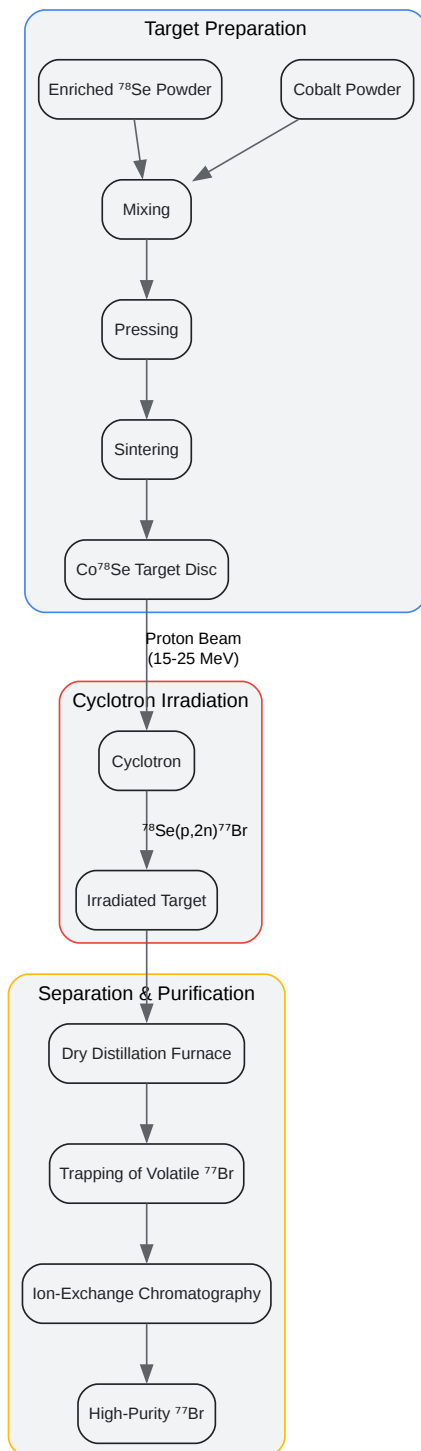 Target Preparation
Enriched ⁷⁸Se Powder
Cobalt Powder
Mixing
Pressing
Sintering
Co⁷⁸Se Target Disc
Proton Beam
(15-25 MeV)
Cyclotron Irradiation
Cyclotron
⁷⁸Se(p,2n)⁷⁷Br
Irradiated Target
Separation & Purification
Dry Distillation Furnace
Trapping of Volatile ⁷⁷Br
Ion-Exchange Chromatography
High-Purity ⁷⁷Br